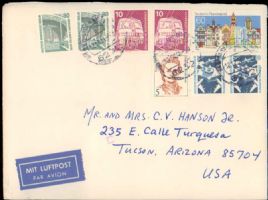 10
10
60
5
MR. AND MRS. C.V. HANSON JR.
235 E. CALLE TURQUESA
TUCSON, ARIZONA 85704
USA
MIT LUFTPOST
PAR AVION